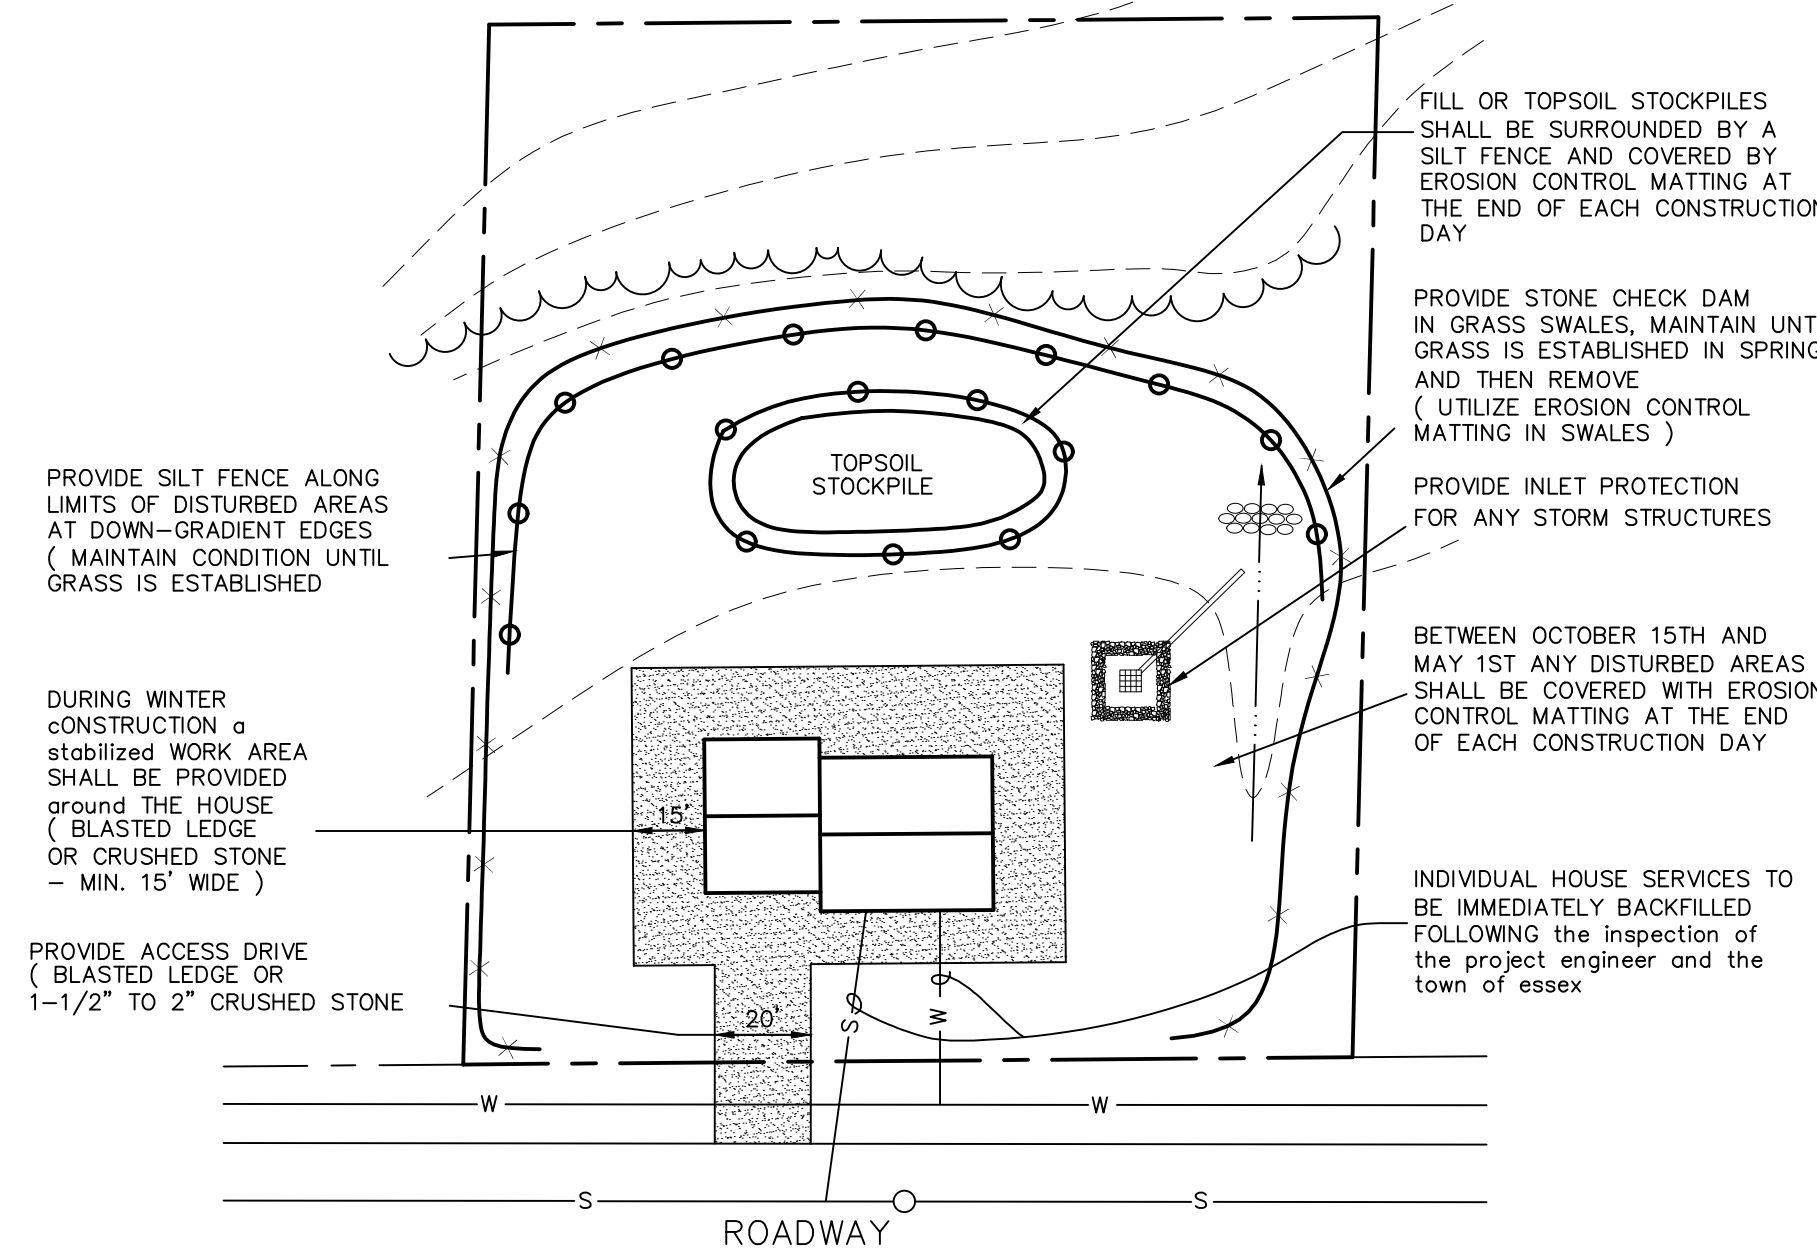 FILL OR TOPSOIL STOCKPILES
SHALL BE SURROUNDED BY A
SILT FENCE AND COVERED BY
EROSION CONTROL MATTING AT
THE END OF EACH CONSTRUCTION
DAY
PROVIDE STONE CHECK DAM
IN GRASS SWALES, MAINTAIN UNT
GRASS IS ESTABLISHED IN SPRING
AND THEN REMOVE
( UTILIZE EROSION CONTROL
MATTING IN SWALES )
TOPSOIL
STOCKPILE
PROVIDE SILT FENCE ALONG
LIMITS OF DISTURBED AREAS
AT DOWN-GRADIENT EDGES
( MAINTAIN CONDITION UNTIL
GRASS IS ESTABLISHED
PROVIDE INLET PROTECTION
FOR ANY STORM STRUCTURES
BETWEEN OCTOBER 15TH AND
MAY 1ST ANY DISTURBED AREAS
SHALL BE COVERED WITH EROSION
CONTROL MATTING AT THE END
OF EACH CONSTRUCTION DAY
DURING WINTER
cONSTRUCTION a
stabilized WORK AREA
SHALL BE PROVIDED
around THE HOUSE
( BLASTED LEDGE
OR CRUSHED STONE
- MIN. 15' WIDE )
15'
INDIVIDUAL HOUSE SERVICES TO
BE IMMEDIATELY BACKFILLED
FOLLOWING the inspection of
the project engineer and the
town of essex
PROVIDE ACCESS DRIVE
( BLASTED LEDGE OR
1-1/2" TO 2" CRUSHED STONE
20'
S
W
W
W
S
S
ROADWAY